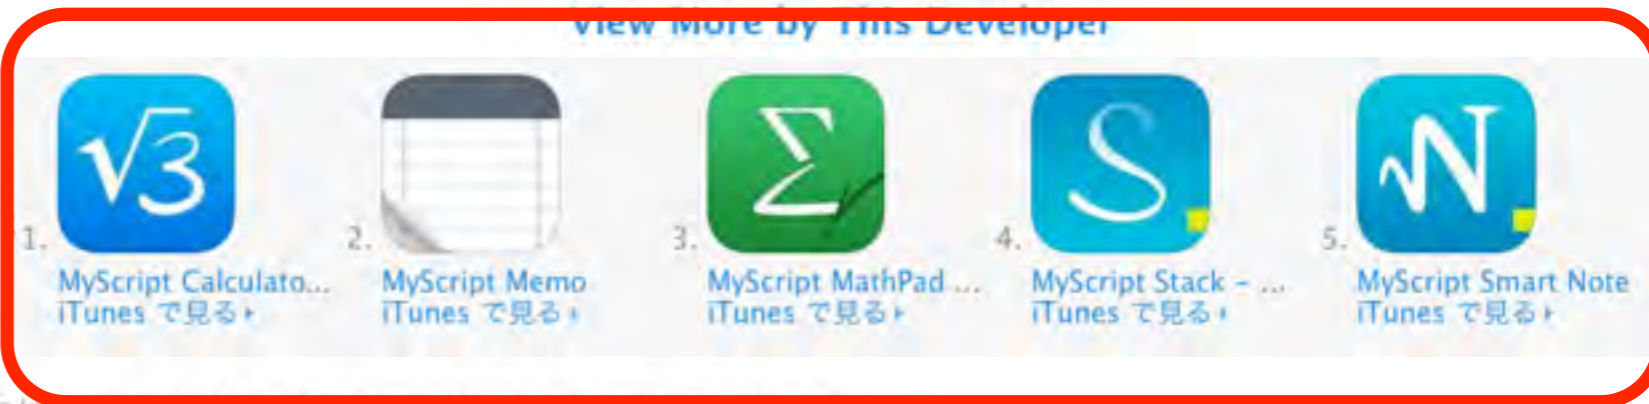 View More by This Developer
√3
Σ
S
N
1.
2.
3.
4.
5.
MyScript Calculato...
MyScript Memo
MyScript MathPad ...
MyScript Stack – ...
MyScript Smart Note
iTunes で見る
iTunes で見る
iTunes で見る
iTunes で見る
iTunes で見る